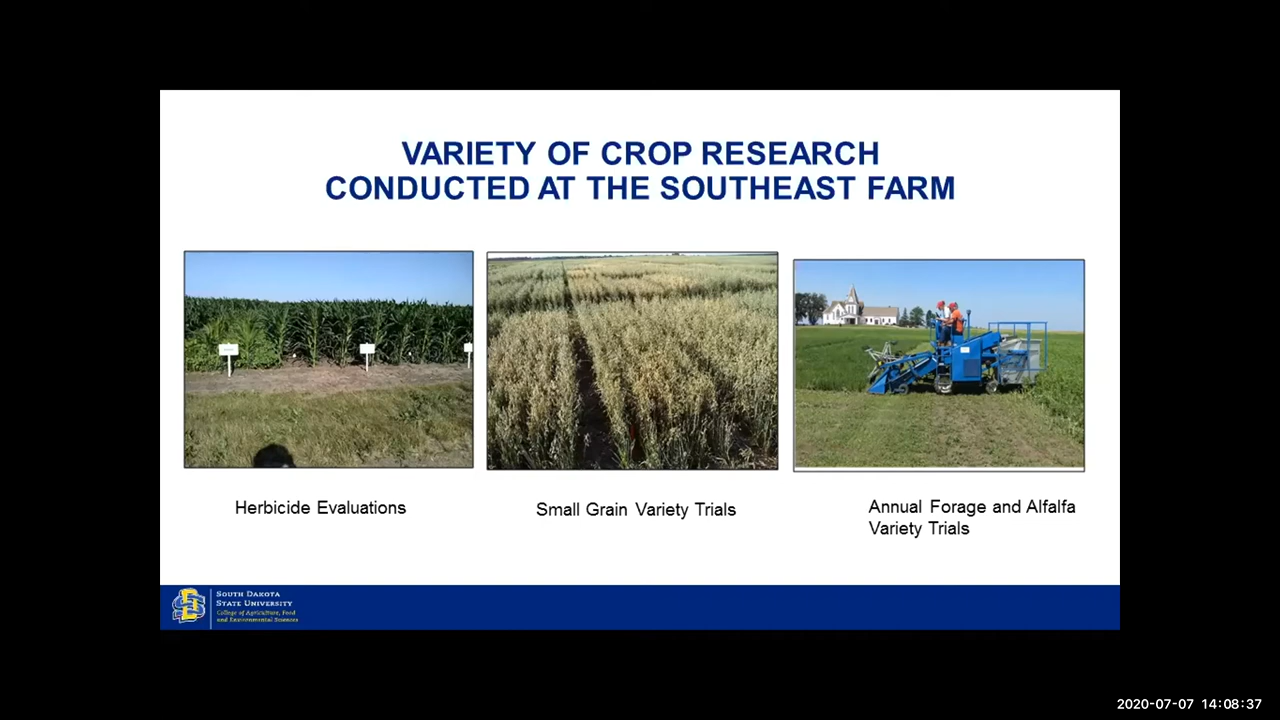 VARIETY OF CROP RESEARCH
CONDUCTED AT THE SOUTHEAST FARM
Herbicide Evaluations
Small Grain Variety Trials
Annual Forage and Alfalfa
Variety Trials
SOUTH DAKOTA
STATE UNIVERSITY
College of Agriculture, Food
and Environmental Sciences
2020-07-07 14:08:37